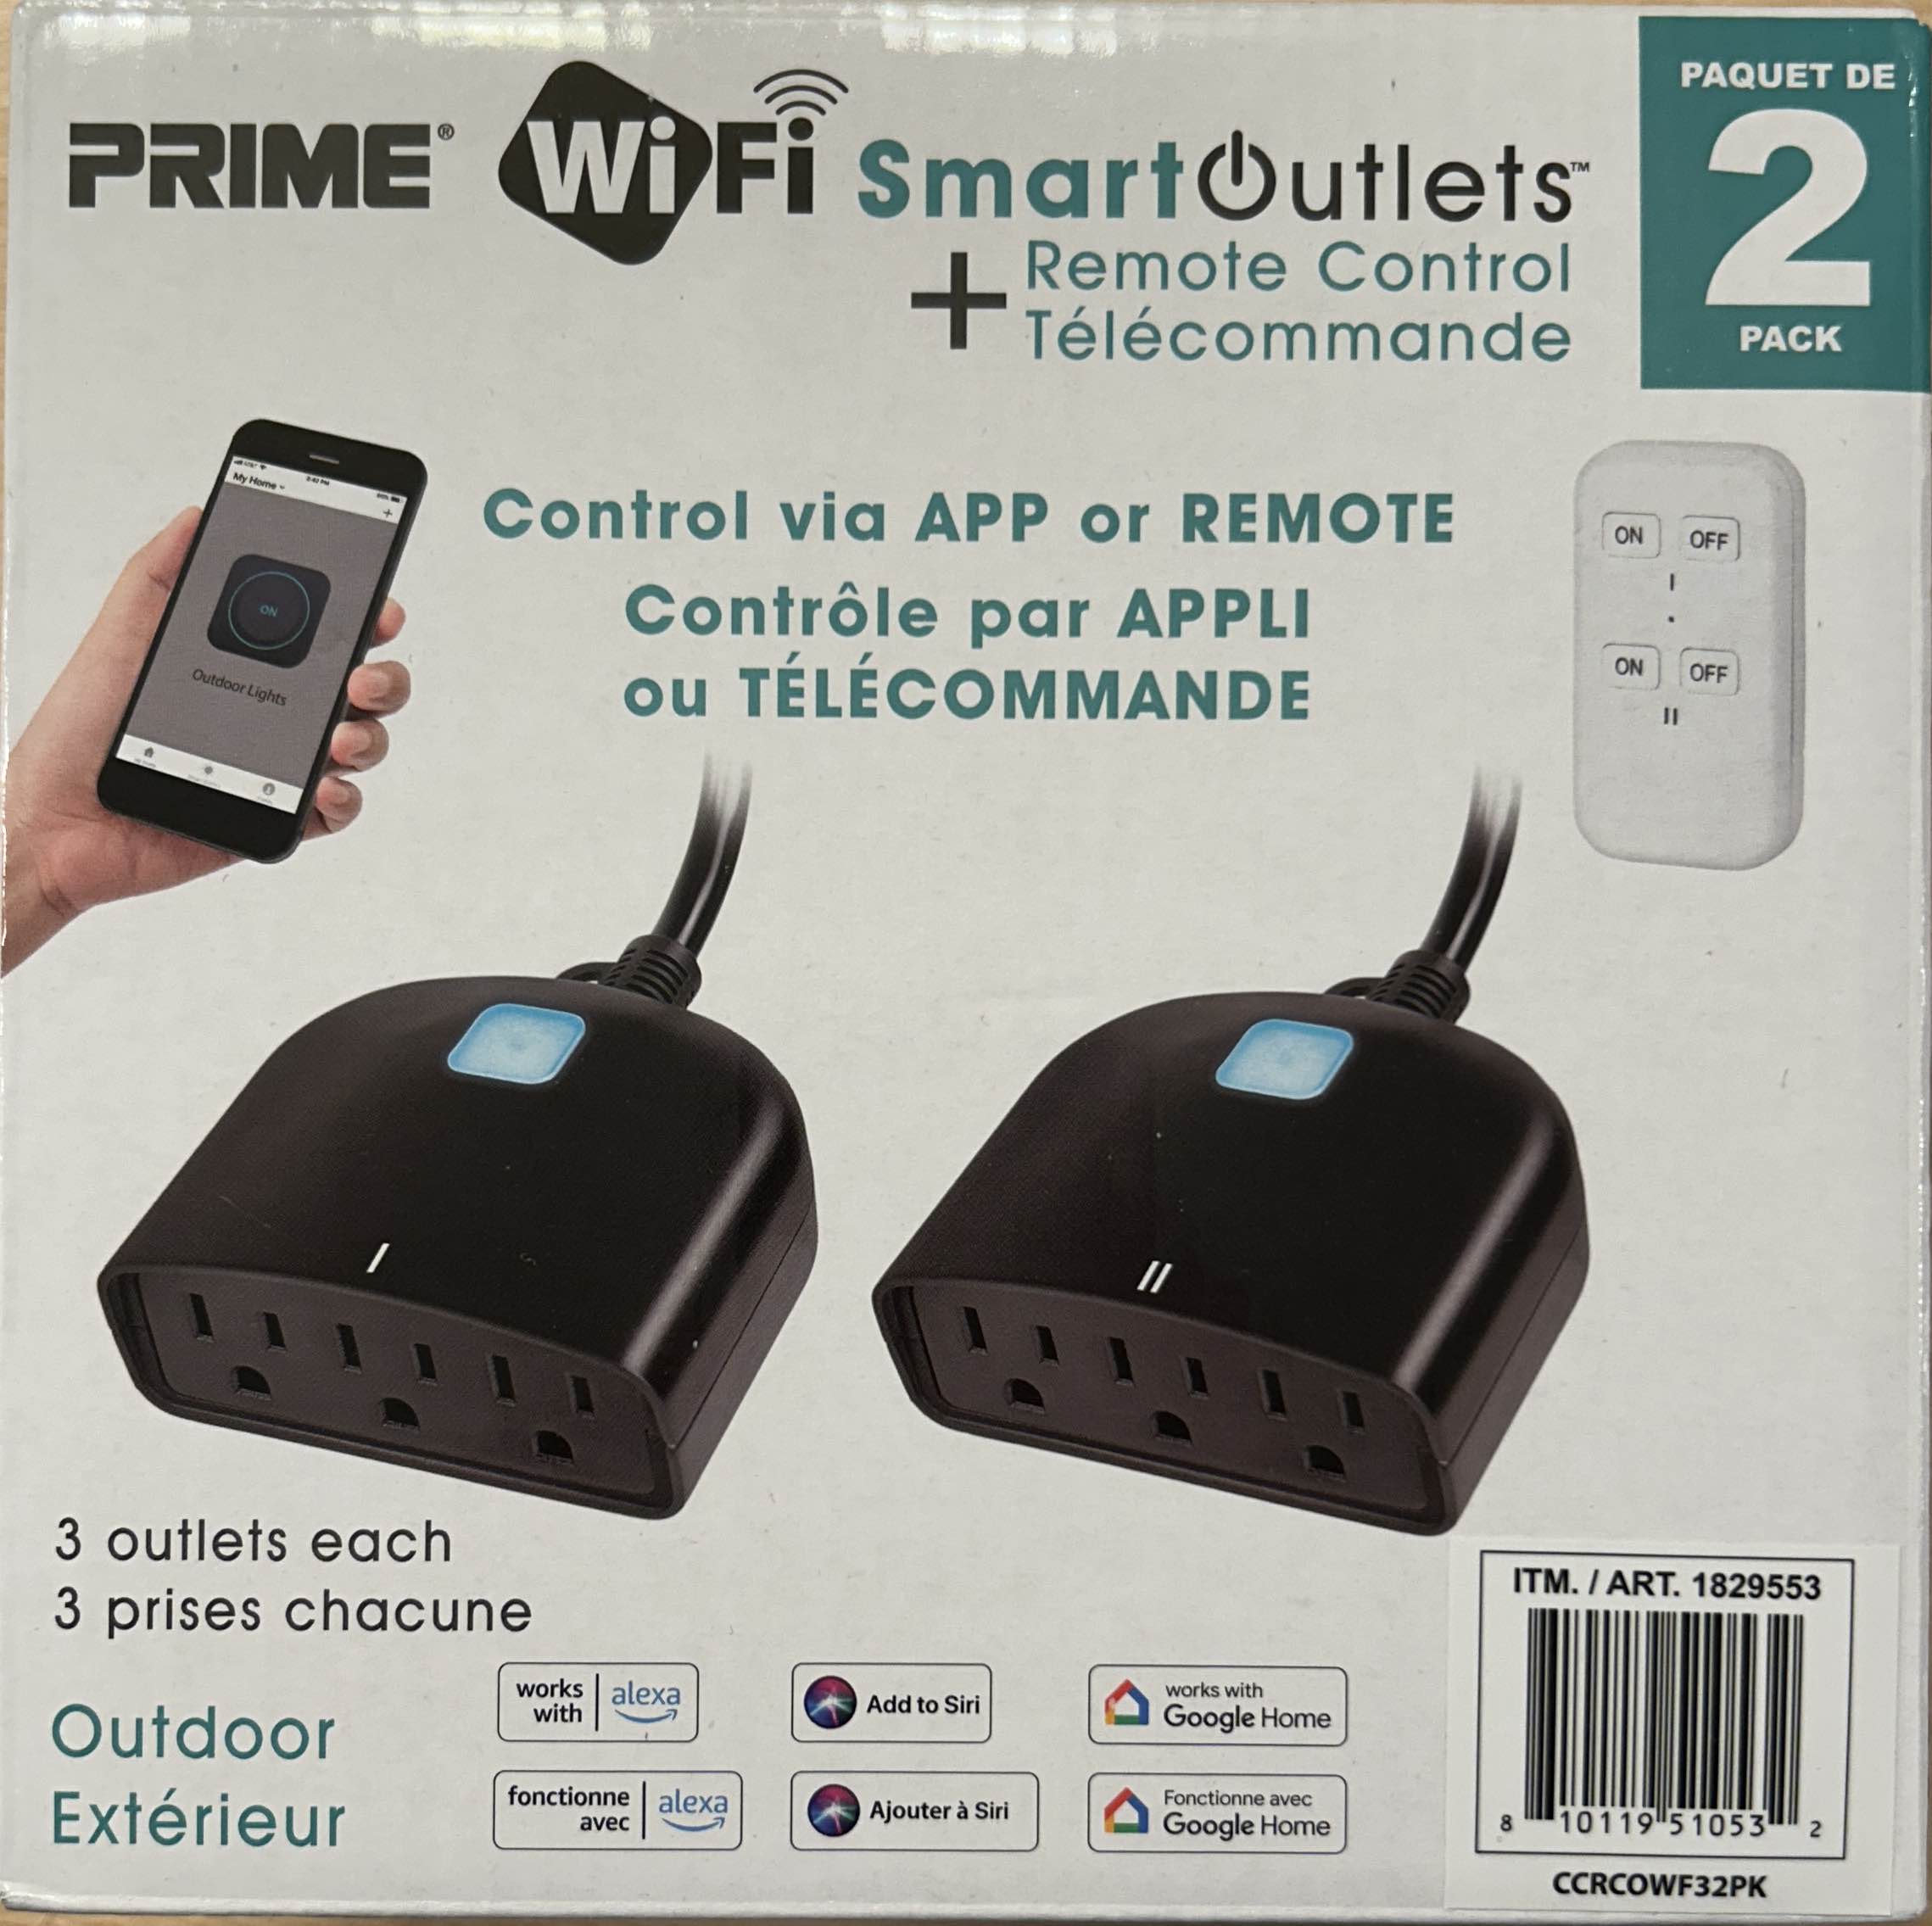 PAQUET DE
2
PACK
PRIME® WiFi SmartOutlets™
+ Remote Control
Télécommande
My Home
+
ON
Outdoor Lights
Control via APP or REMOTE
Contrôle par APPLI
ou TÉLÉCOMMANDE
ON OFF
I
ON OFF
II
I
II
3 outlets each
3 prises chacune
Outdoor
Extérieur
works with alexa
Add to Siri
works with Google Home
fonctionne avec alexa
Ajouter à Siri
Fonctionne avec Google Home
ITM. / ART. 1829553
8 10119 51053 2
CCRCOWF32PK